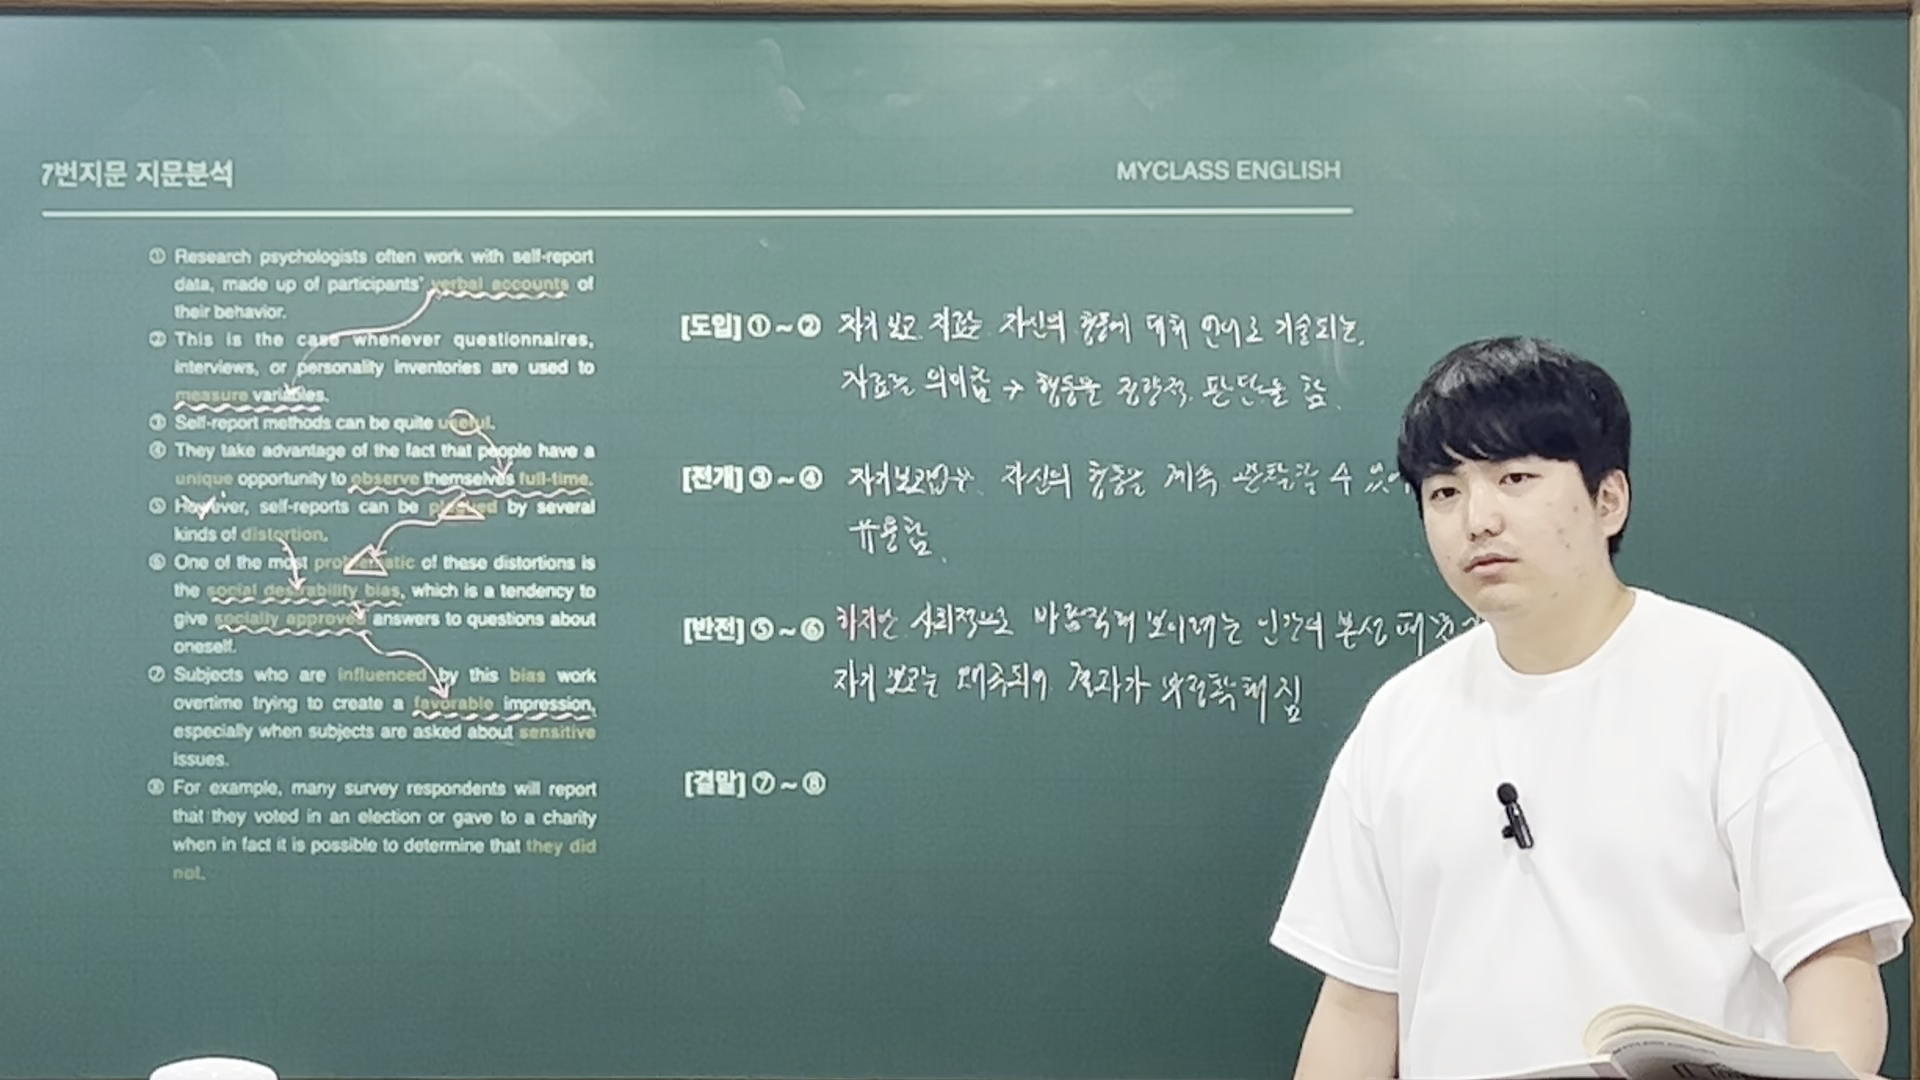 7번지문 지문분석
MYCLASS ENGLISH
① Research psychologists often work with self-report
data, made up of participants' verbal accounts of
their behavior.
② This is the case whenever questionnaires,
interviews, or personality inventories are used to
measure variables.
③ Self-report methods can be quite useful.
④ They take advantage of the fact that people have a
unique opportunity to observe themselves full-time.
⑤ However, self-reports can be plagued by several
kinds of distortion.
⑥ One of the most problematic of these distortions is
the social desirability bias, which is a tendency to
give socially approved answers to questions about
oneself.
⑦ Subjects who are influenced by this bias work
overtime trying to create a favorable impression,
especially when subjects are asked about sensitive
issues.
⑧ For example, many survey respondents will report
that they voted in an election or gave to a charity
when in fact it is possible to determine that they did
not.
[도입] ① ~ ② 자기 보고 자료는 자신의 행동에 대해 언어로 기술되는
자료를 의미함 → 행동을 정량적 판단을 함.
[전개] ③ ~ ④ 자기보고법은 자신의 행동을 계속 관찰할 수 있어
유용함.
[반전] ⑤ ~ ⑥ 하지만 사회적으로 바람직해 보이려는 인간의 본성 때문에
자기 보고는 왜곡되어 결과가 부정확해짐
[결말] ⑦ ~ ⑧